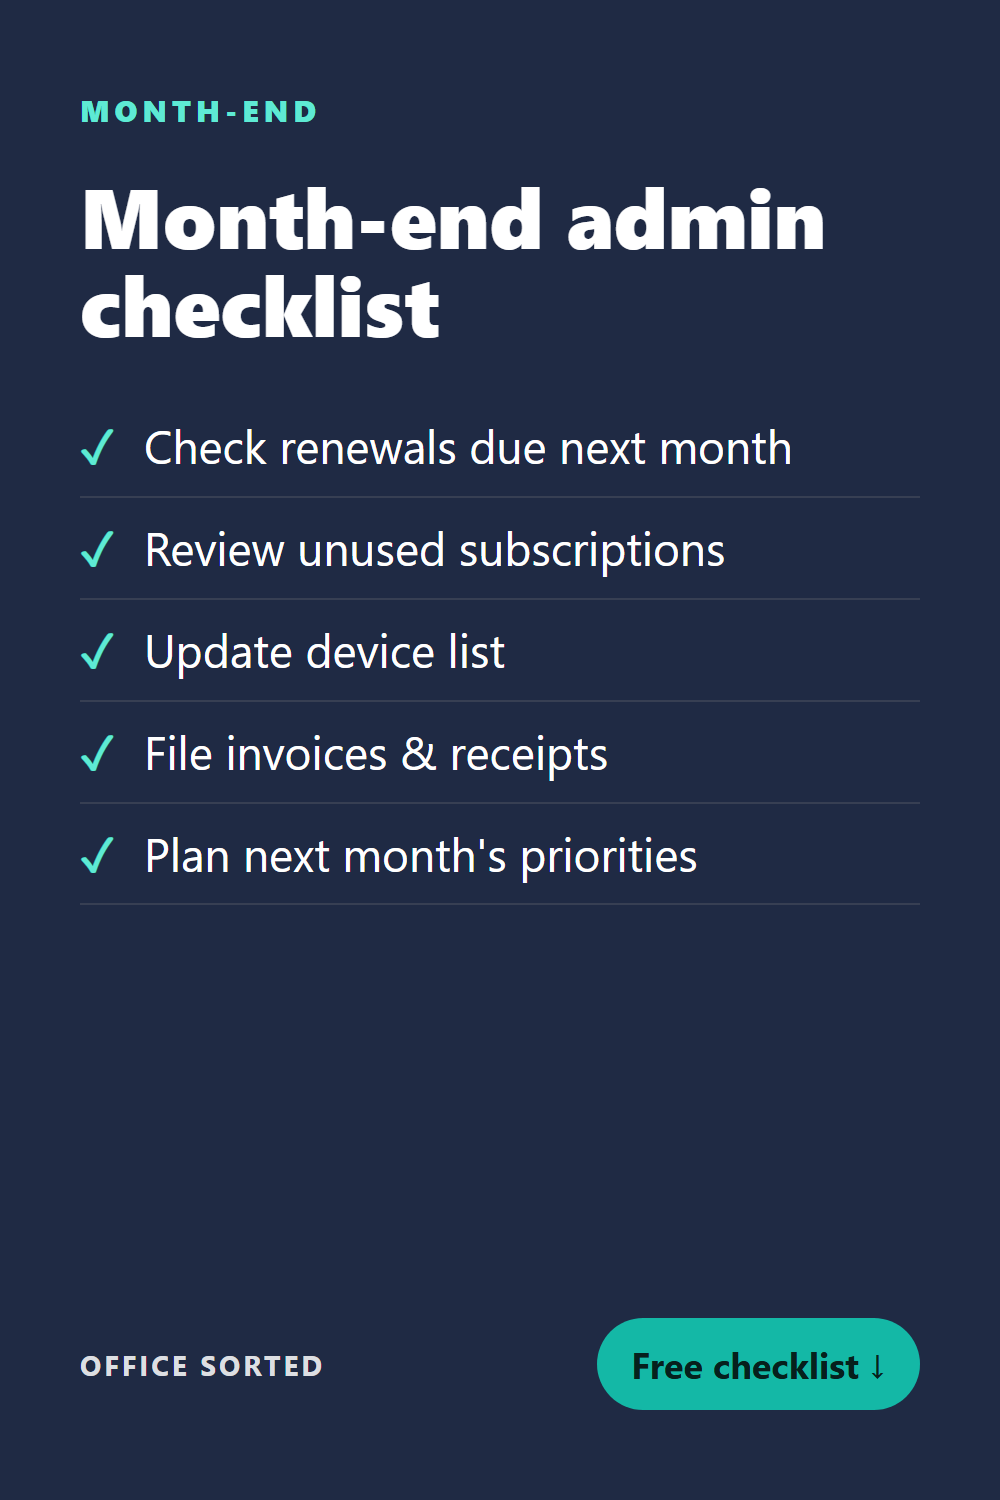 MONTH-END
Month-end admin
checklist
✓ Check renewals due next month
✓ Review unused subscriptions
✓ Update device list
✓ File invoices & receipts
✓ Plan next month's priorities
OFFICE SORTED
Free checklist ↓